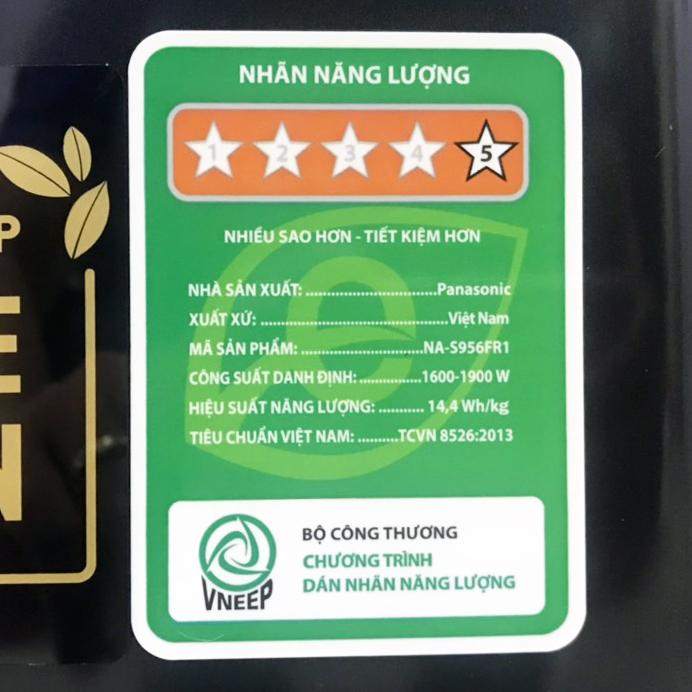 NHÃN NĂNG LƯỢNG
1 2 3 4 5
NHIỀU SAO HƠN - TIẾT KIỆM HƠN
NHÀ SẢN XUẤT: ..............................Panasonic
XUẤT XỨ: ...........................................Việt Nam
MÃ SẢN PHẨM: ............................NA-S956FR1
CÔNG SUẤT DANH ĐỊNH: ..............1600-1900 W
HIỆU SUẤT NĂNG LƯỢNG: ........... 14,4 Wh/kg
TIÊU CHUẨN VIỆT NAM: ..........TCVN 8526:2013
BỘ CÔNG THƯƠNG
CHƯƠNG TRÌNH
DÁN NHÃN NĂNG LƯỢNG
VNEEP
P
E
N